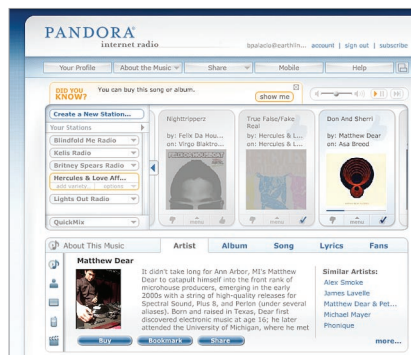 PANDORA®
internet radio
bpalacio@earthlin... account | sign out | subscribe
Your Profile About the Music Share Mobile Help
DID YOU KNOW? You can buy this song or album.
show me
Create a New Station...
Your Stations
Blindfold Me Radio
Kelis Radio
Britney Spears Radio
Hercules & Love Aff...
add variety... options
Lights Out Radio
QuickMix
Nighttripperz
by: Felix Da Hou...
on: Virgo Blaktro...
menu
True False/Fake Real
by: Hercules & L...
on: Hercules & L...
menu
Don And Sherri
by: Matthew Dear
on: Asa Breed
menu
About This Music Artist Album Song Lyrics Fans
Matthew Dear
It didn't take long for Ann Arbor, MI's Matthew
Dear to catapult himself into the front rank of
microhouse producers, emerging in the early
2000s with a string of high-quality releases for
Spectral Sound, Plus 8, and Perlon (under several
aliases). Born and raised in Texas, Dear first
discovered electronic music at age 16; he later
attended the University of Michigan, where he met
Similar Artists:
Alex Smoke
James Lavelle
Matthew Dear & Pet...
Michael Mayer
Phonique
Buy Bookmark Share more...